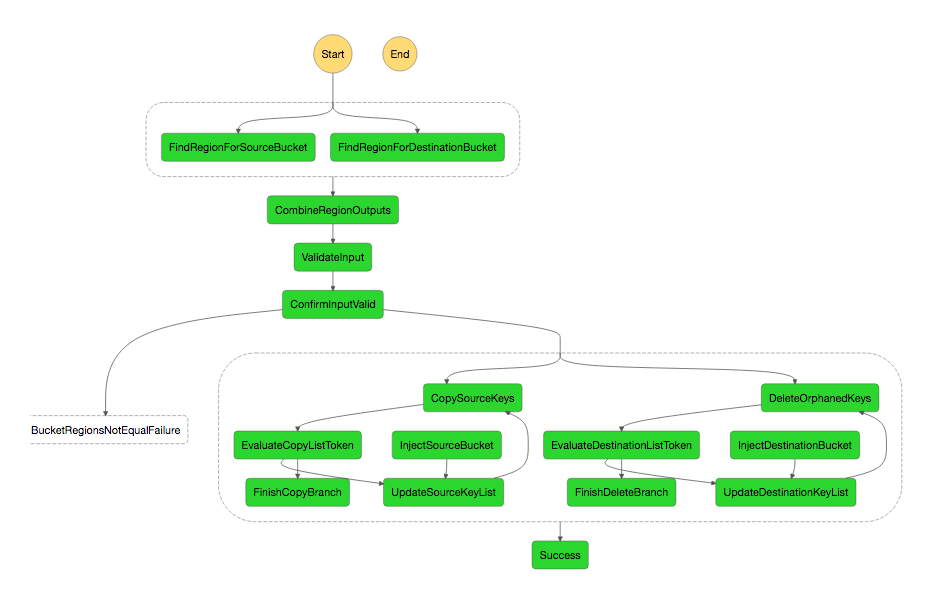 Start
End
FindRegionForSourceBucket
FindRegionForDestinationBucket
CombineRegionOutputs
ValidateInput
ConfirmInputValid
CopySourceKeys
DeleteOrphanedKeys
BucketRegionsNotEqualFailure
EvaluateCopyListToken
InjectSourceBucket
EvaluateDestinationListToken
InjectDestinationBucket
FinishCopyBranch
UpdateSourceKeyList
FinishDeleteBranch
UpdateDestinationKeyList
Success